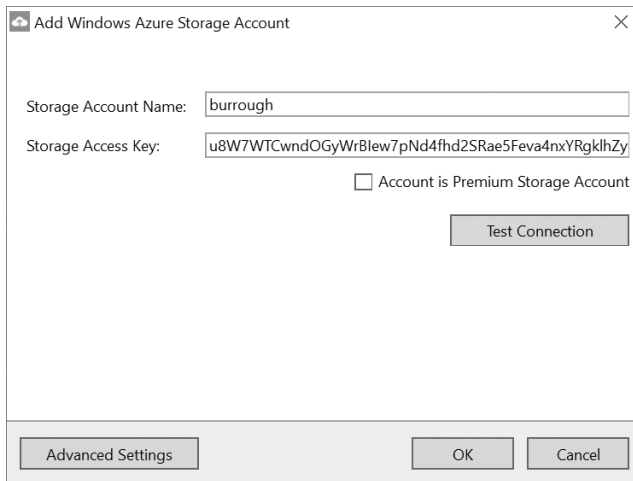 Add Windows Azure Storage Account
Storage Account Name: burrough
Storage Access Key: u8W7WTCwndOGyWrBIew7pNd4fhd2SRae5Feva4nxYRgklhZy
Account is Premium Storage Account
Test Connection
Advanced Settings OK Cancel